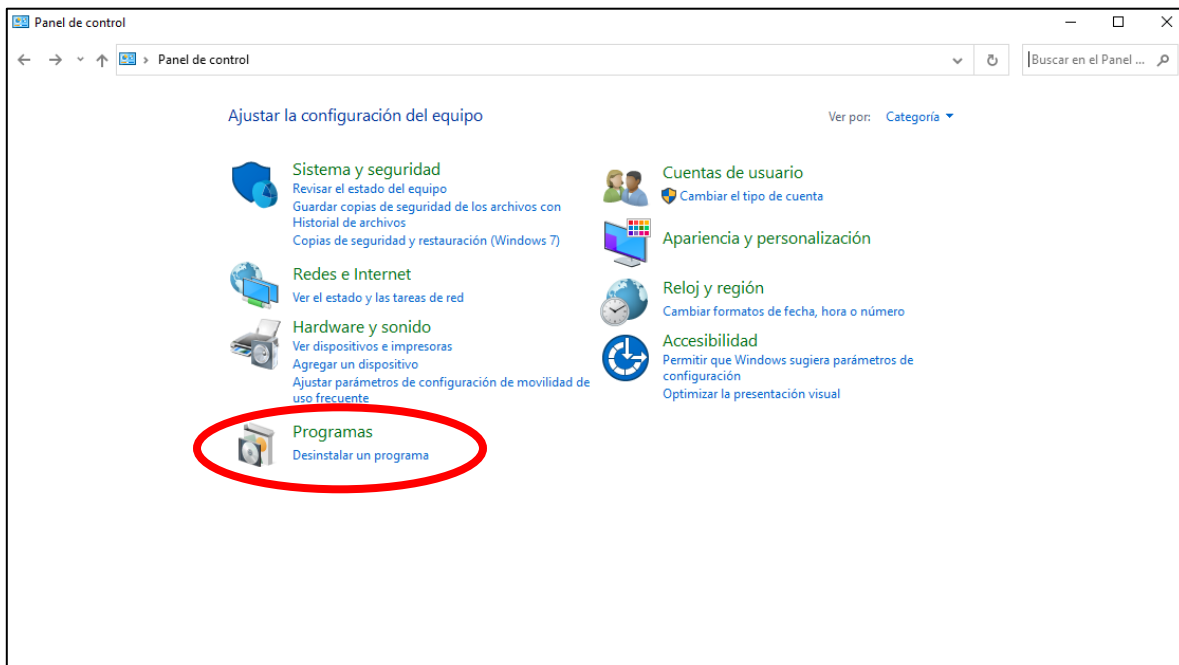 Panel de control
Panel de control
Buscar en el Panel ...
Ajustar la configuración del equipo
Ver por: Categoría
Sistema y seguridad
Revisar el estado del equipo
Guardar copias de seguridad de los archivos con
Historial de archivos
Copias de seguridad y restauración (Windows 7)
Redes e Internet
Ver el estado y las tareas de red
Hardware y sonido
Ver dispositivos e impresoras
Agregar un dispositivo
Ajustar parámetros de configuración de movilidad de
uso frecuente
Programas
Desinstalar un programa
Cuentas de usuario
Cambiar el tipo de cuenta
Apariencia y personalización
Reloj y región
Cambiar formatos de fecha, hora o número
Accesibilidad
Permitir que Windows sugiera parámetros de
configuración
Optimizar la presentación visual